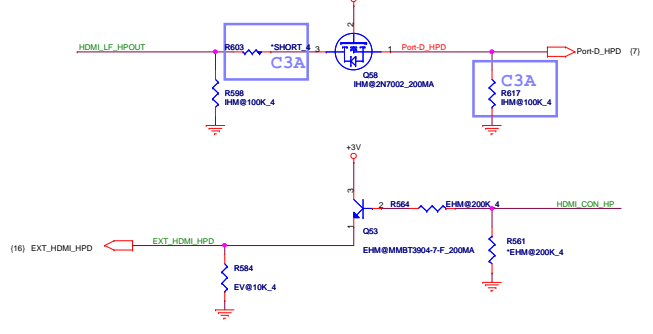 2
HDMI_LF_HPOUT
R603
*SHORT_4
3
1
Port-D_HPD
Port-D_HPD
(7)
C3A
C3A
Q58
IHM@2N7002_200MA
R598
IHM@100K_4
R617
IHM@100K_4
+3V
3
2
R564
EHM@200K_4
HDMI_CON_HP
1
Q53
EHM@MMBT3904-7-F_200MA
R561
*EHM@200K_4
(16)
EXT_HDMI_HPD
EXT_HDMI_HPD
R584
EV@10K_4